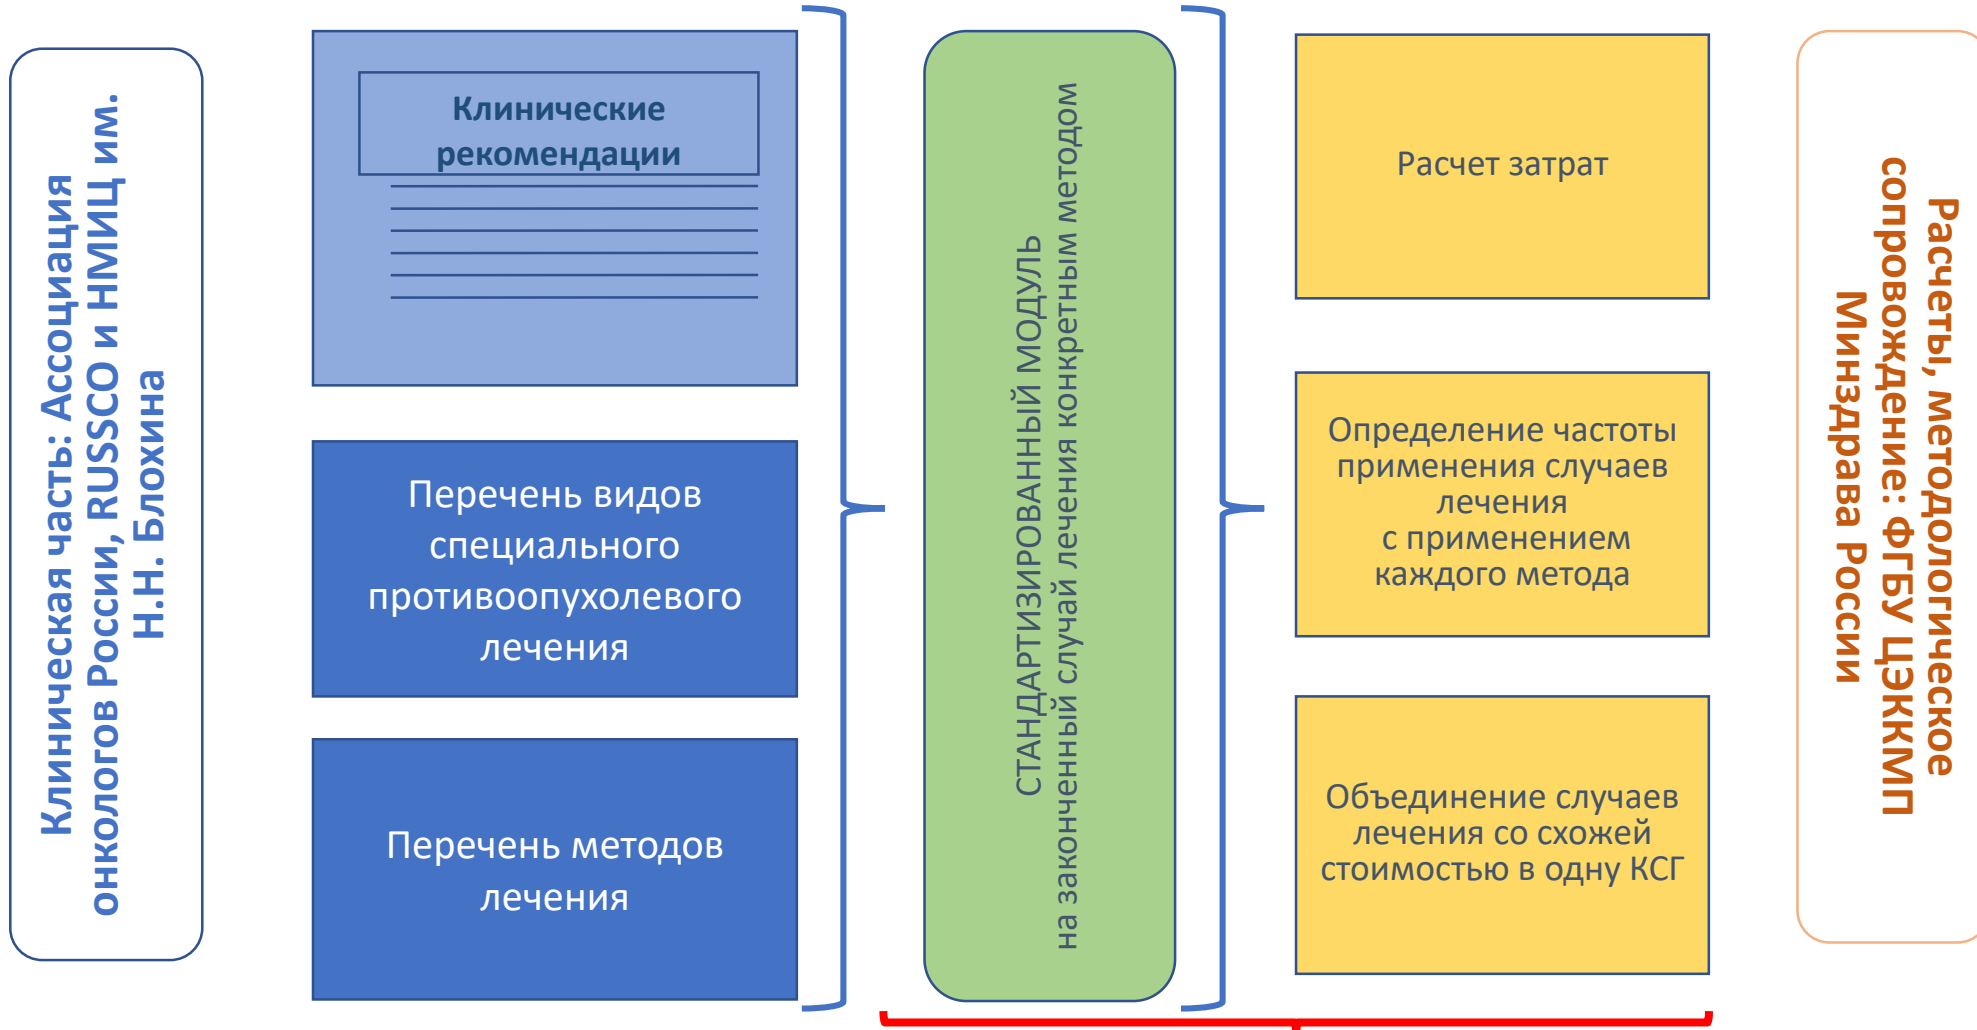 Клиническая часть: Ассоциация
онкологов России, RUSSCO и НМИЦ им.
Н.Н. Блохина
Клинические
рекомендации
Перечень видов
специального
противоопухолевого
лечения
Перечень методов
лечения
СТАНДАРТИЗИРОВАННЫЙ МОДУЛЬ
на законченный случай лечения конкретным методом
Расчет затрат
Определение частоты
применения случаев
лечения
с применением
каждого метода
Объединение случаев
лечения со схожей
стоимостью в одну КСГ
Расчеты, методологическое
сопровождение: ФГБУ ЦЭККМП
Минздрава России